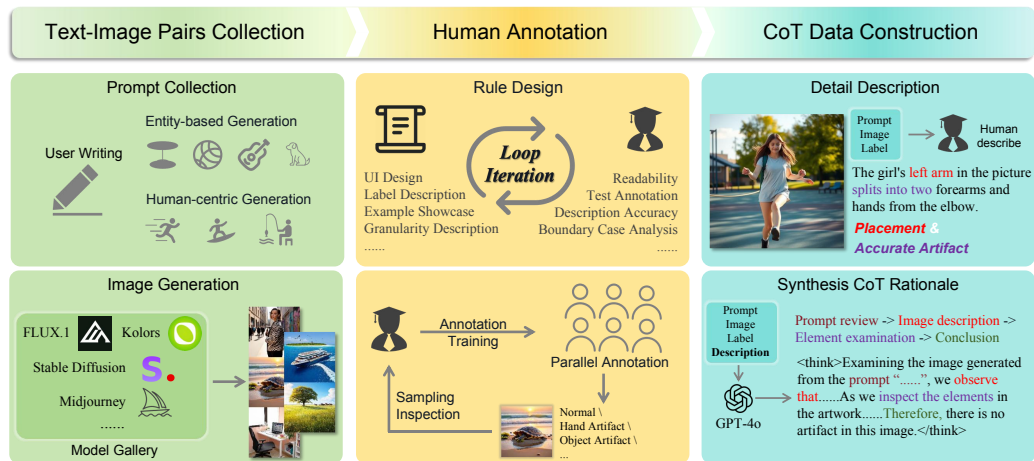 Text-Image Pairs Collection
Human Annotation
CoT Data Construction
Prompt Collection
Entity-based Generation
User Writing
Human-centric Generation
Image Generation
FLUX.1
Kolors
Stable Diffusion
S.
Midjourney
......
Model Gallery
Rule Design
Loop
Iteration
UI Design
Label Description
Example Showcase
Granularity Description
......
Readability
Test Annotation
Description Accuracy
Boundary Case Analysis
......
Annotation
Training
Parallel Annotation
Sampling
Inspection
Normal \
Hand Artifact \
Object Artifact \
...
Detail Description
Prompt
Image
Label
Human
describe
The girl's left arm in the picture
splits into two forearms and
hands from the elbow.
Placement &
Accurate Artifact
Synthesis CoT Rationale
Prompt
Image
Label
Description
GPT-4o
Prompt review -> Image description ->
Element examination -> Conclusion
<think>Examining the image generated
from the prompt “......”, we observe
that......As we inspect the elements in
the artwork......Therefore, there is no
artifact in this image.</think>